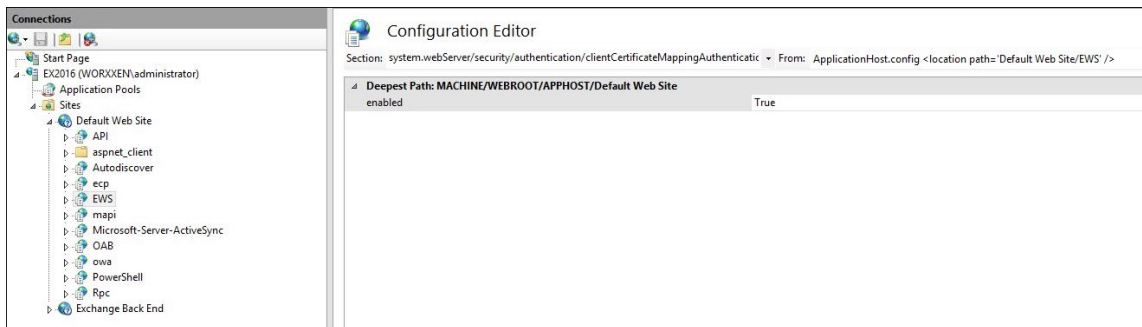 Connections
Start Page
EX2016 (WORXXEN\administrator)
Application Pools
Sites
Default Web Site
API
aspnet_client
Autodiscover
ecp
EWS
mapi
Microsoft-Server-ActiveSync
OAB
owa
PowerShell
Rpc
Exchange Back End
Configuration Editor
Section: system.webServer/security/authentication/clientCertificateMappingAuthenticatic From: ApplicationHost.config <location path='Default Web Site/EWS' />
Deepest Path: MACHINE/WEBROOT/APPHOST/Default Web Site
enabled True